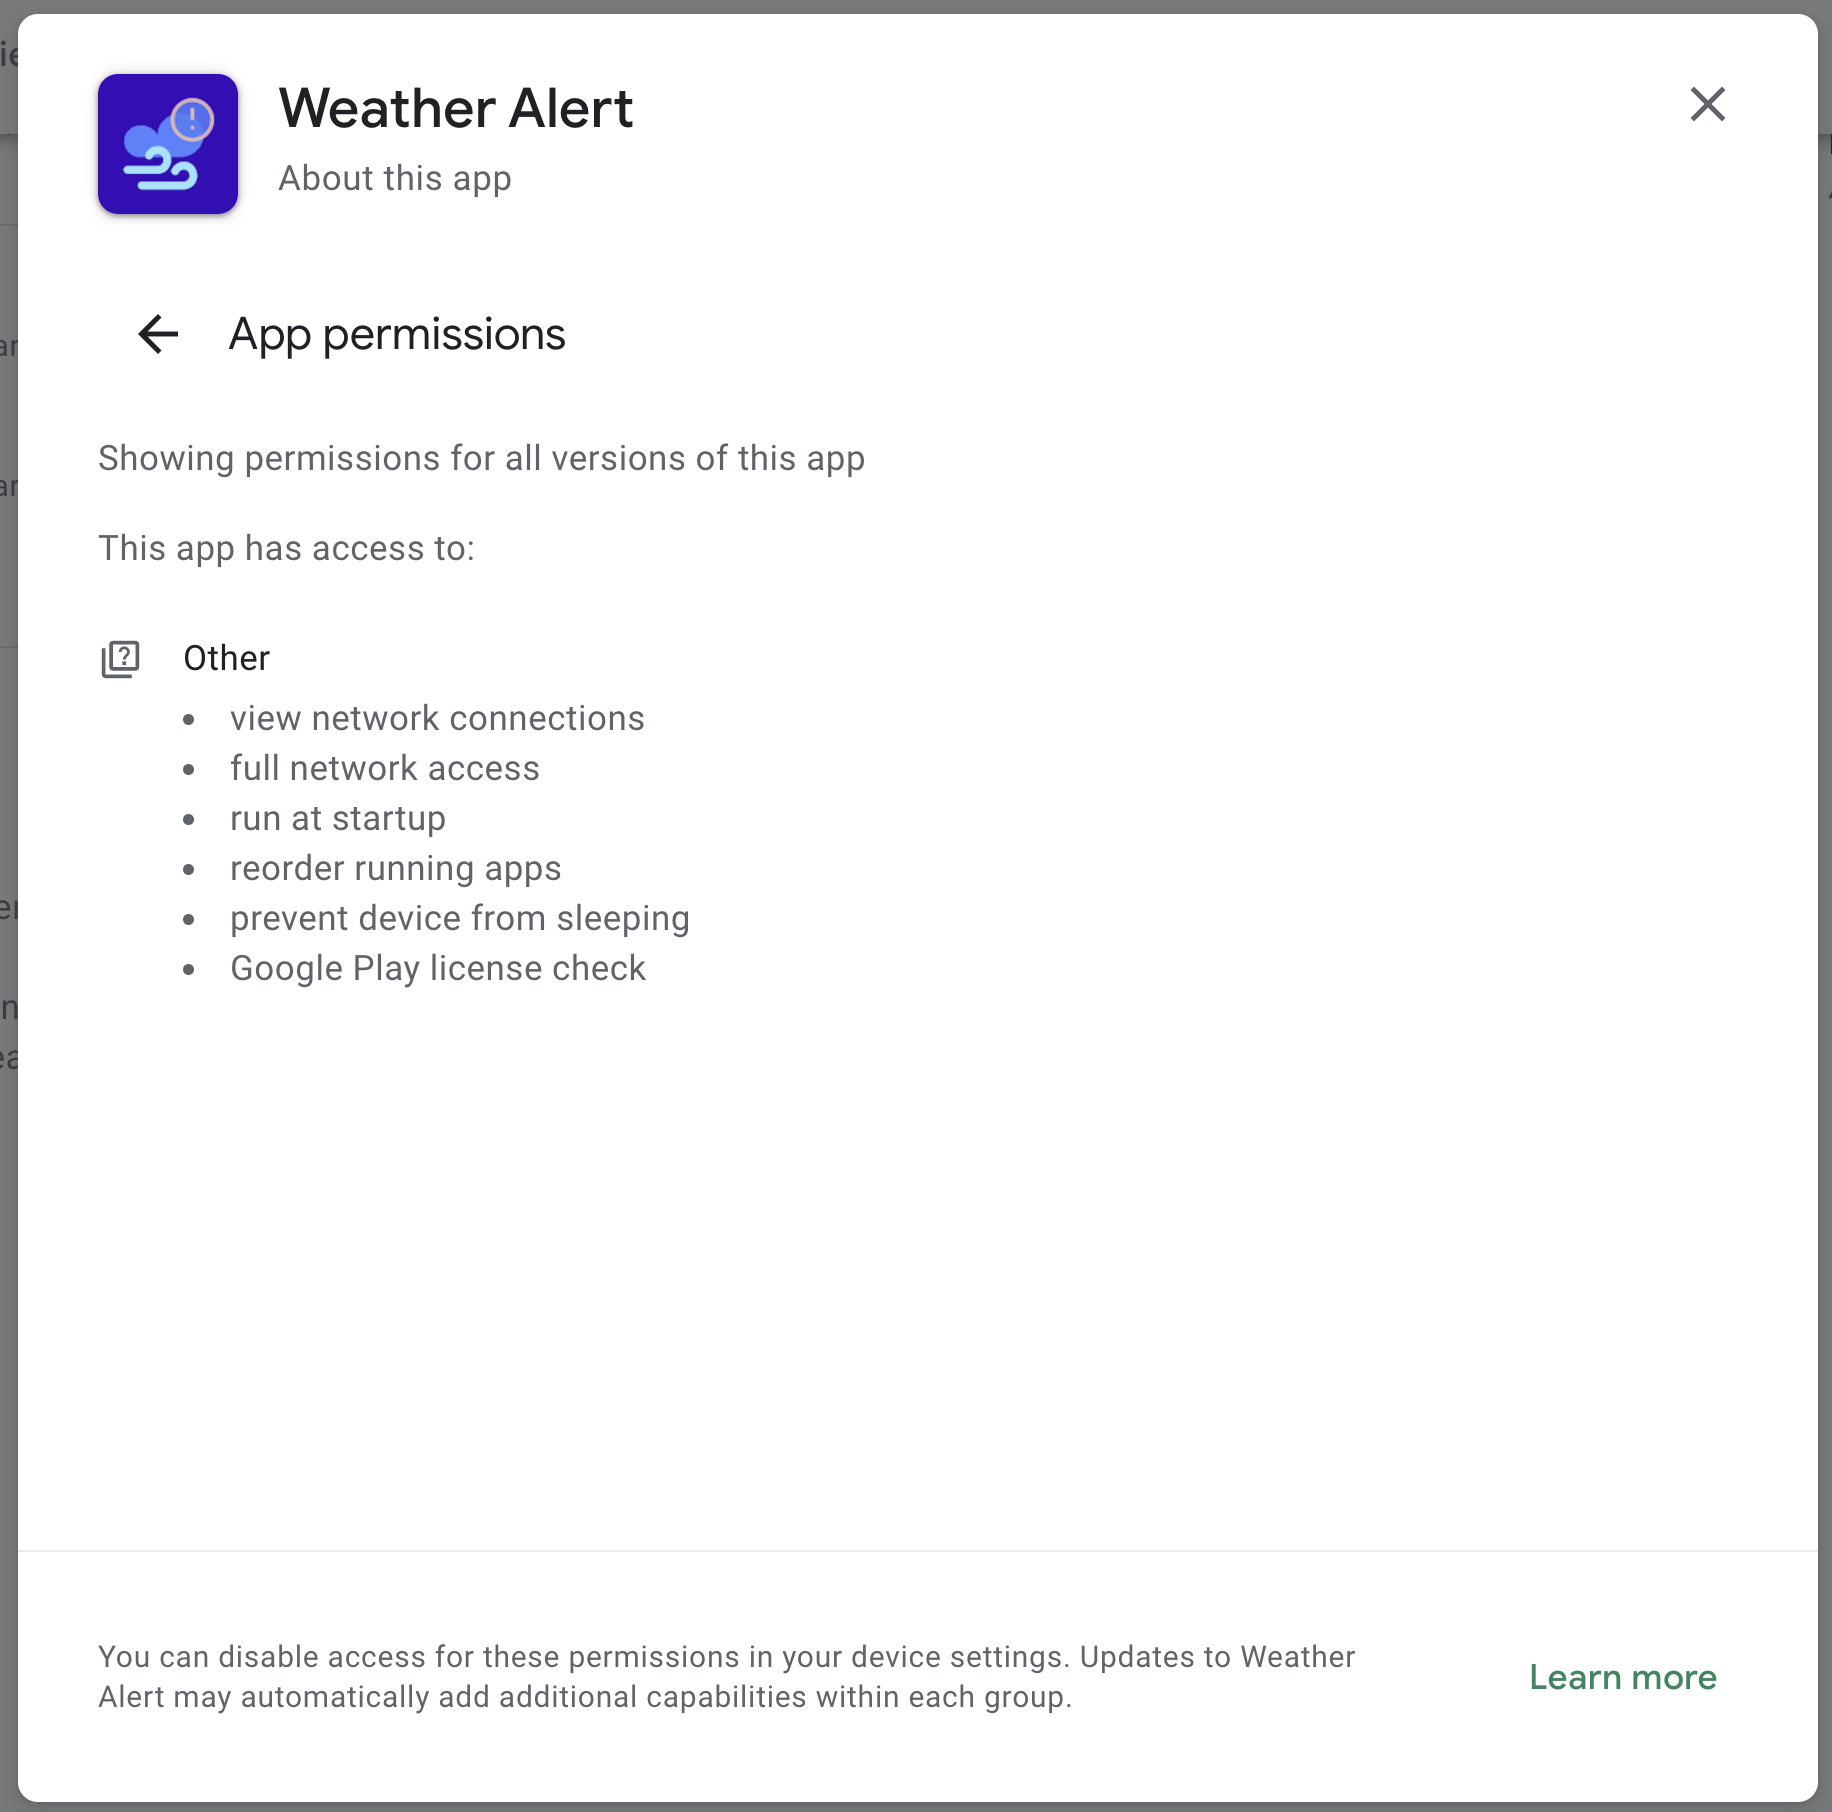 Weather Alert
About this app
App permissions
Showing permissions for all versions of this app
This app has access to:
Other
• view network connections
• full network access
• run at startup
• reorder running apps
• prevent device from sleeping
• Google Play license check
You can disable access for these permissions in your device settings. Updates to Weather
Alert may automatically add additional capabilities within each group.
Learn more